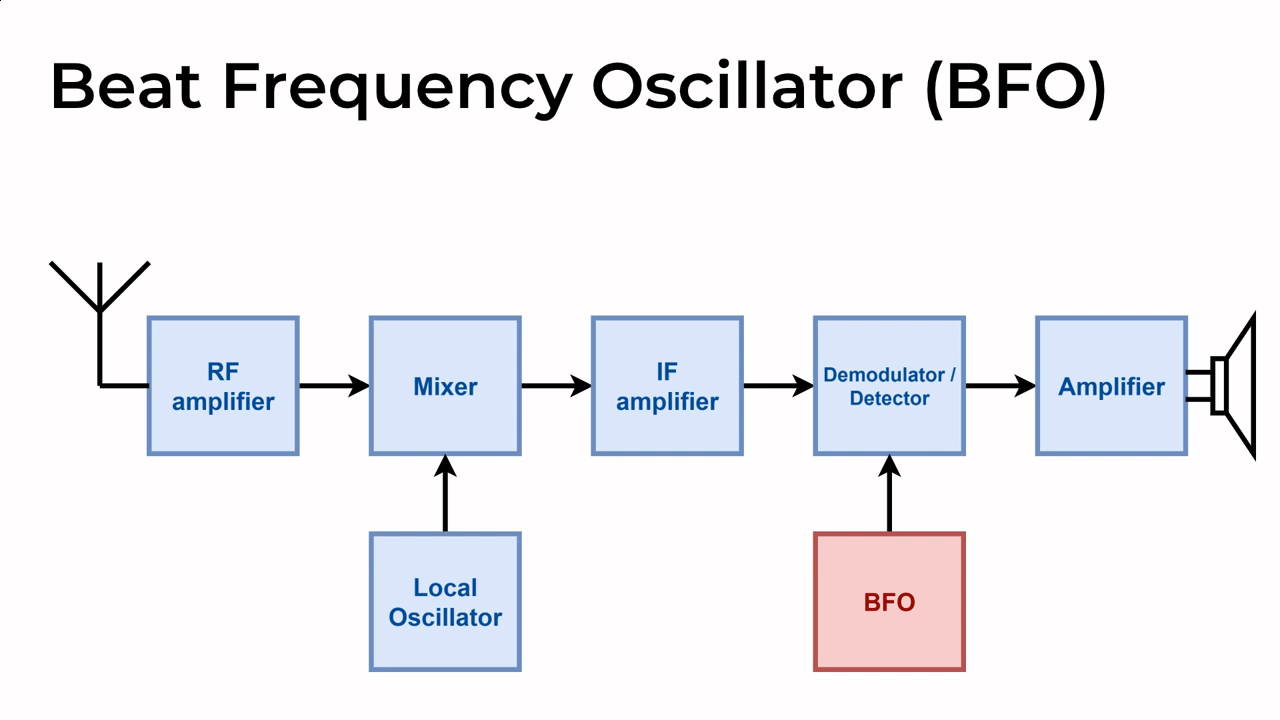 Beat Frequency Oscillator (BFO)
RF
amplifier
Mixer
IF
amplifier
Demodulator /
Detector
Amplifier
Local
Oscillator
BFO